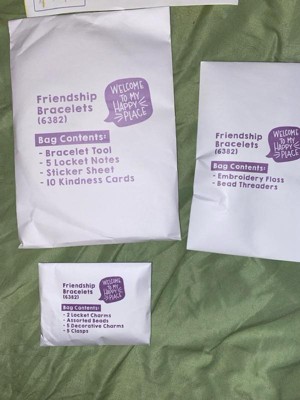 Friendship
Bracelets
(6382)
WELCOME
TO MY
HAPPY
PLACE
Bag Contents:
- Bracelet Tool
- 5 Locket Notes
- Sticker Sheet
- 10 Kindness Cards
Friendship
Bracelets
(6382)
WELCOME
TO MY
HAPPY
PLACE
Bag Contents:
- Embroidery Floss
- Bead Threaders
Friendship
Bracelets
(6382)
WELCOME
TO MY
HAPPY
PLACE
Bag Contents:
- 2 Locket Charms
- Assorted Beads
- 5 Decorative Charms
- 8 Clasps